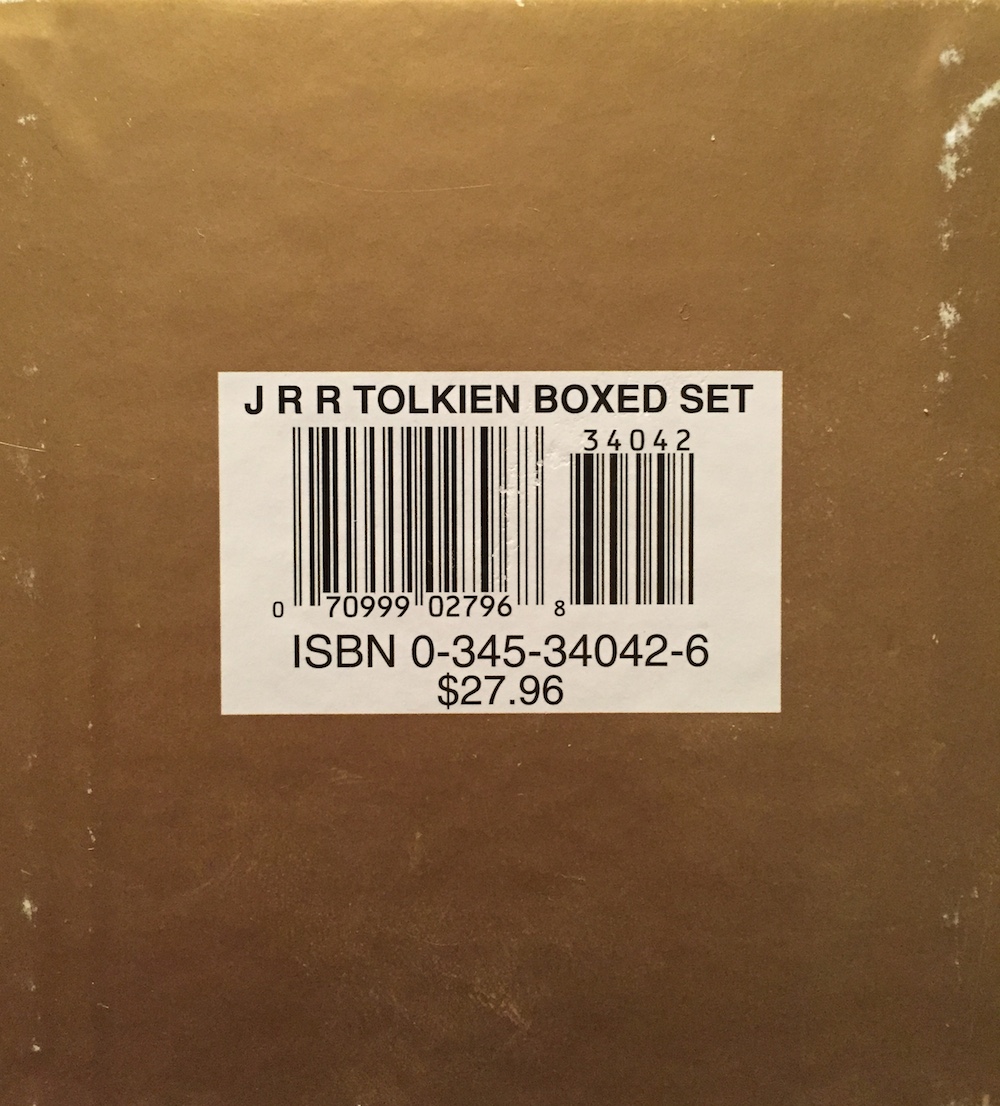 J R R TOLKIEN BOXED SET
34042
0 70999 02796 8
ISBN 0-345-34042-6
$27.96